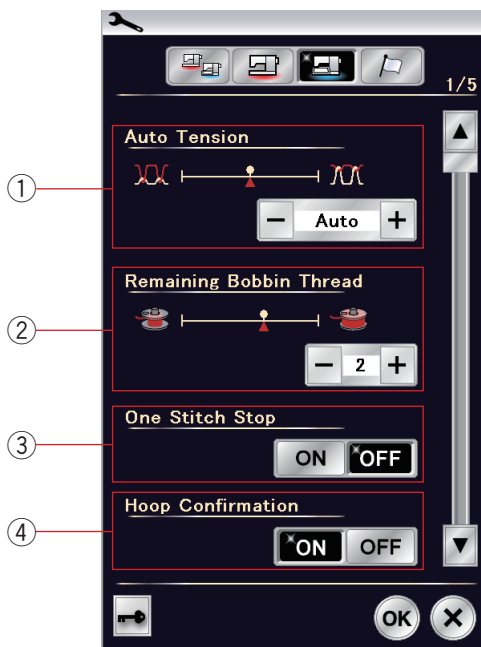 1/5
① Auto Tension
− Auto +
② Remaining Bobbin Thread
− 2 +
③ One Stitch Stop
ON OFF
④ Hoop Confirmation
ON OFF
OK